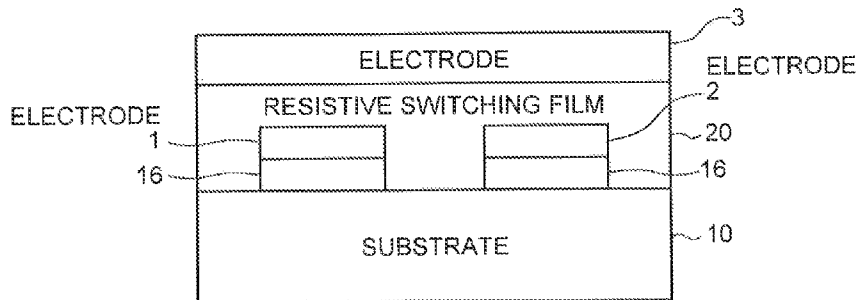 3
ELECTRODE
ELECTRODE
ELECTRODE
RESISTIVE SWITCHING FILM
2
1
20
16
16
SUBSTRATE
10